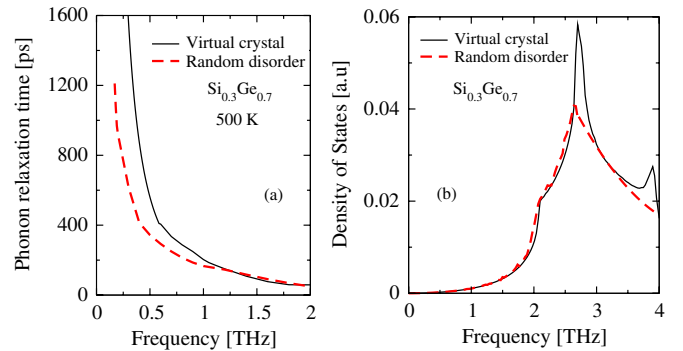 1600
1200
800
400
0
0
0.5
1
1.5
2
Phonon relaxation time [ps]
Frequency [THz]
Virtual crystal
Random disorder
Si0.3Ge0.7
500 K
(a)
0.06
0.04
0.02
0
0
1
2
3
4
Density of States [a.u]
Frequency [THz]
Virtual crystal
Random disorder
Si0.3Ge0.7
(b)